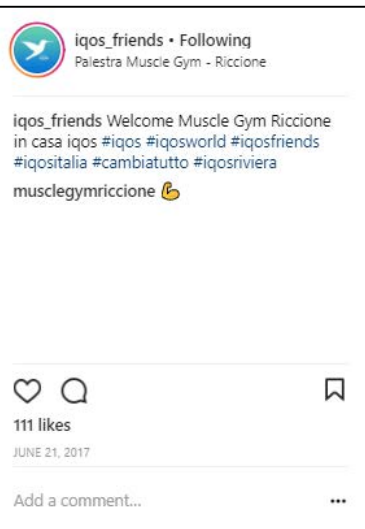 iqos_friends • Following
Palestra Muscle Gym - Riccione
iqos_friends Welcome Muscle Gym Riccione
in casa iqos #iqos #iqosworld #iqosfriends
#iqositalia #cambiatutto #iqosriviera
musclegymriccione 💪
111 likes
JUNE 21, 2017
Add a comment...